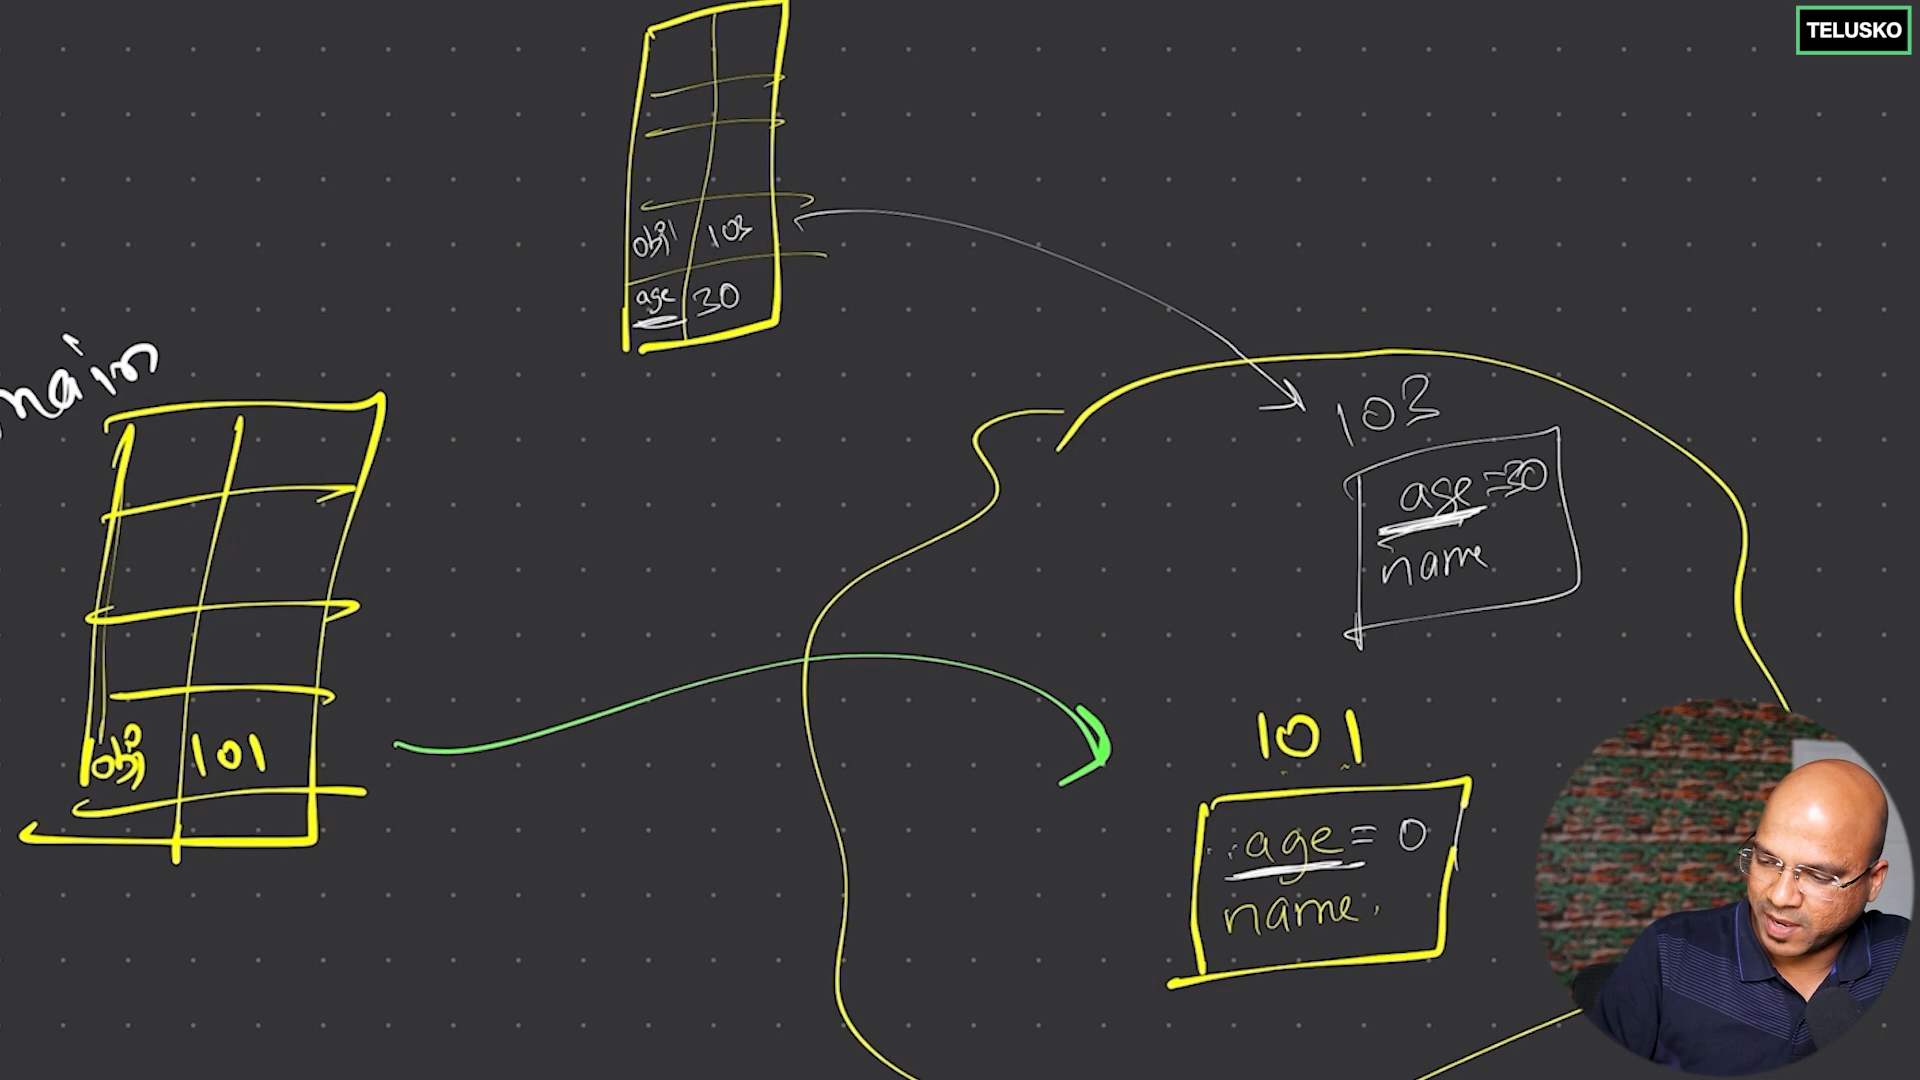 TELUSKO
obj1 103
age 30
main
obj 101
103
age=30
name
101
age= 0
name.